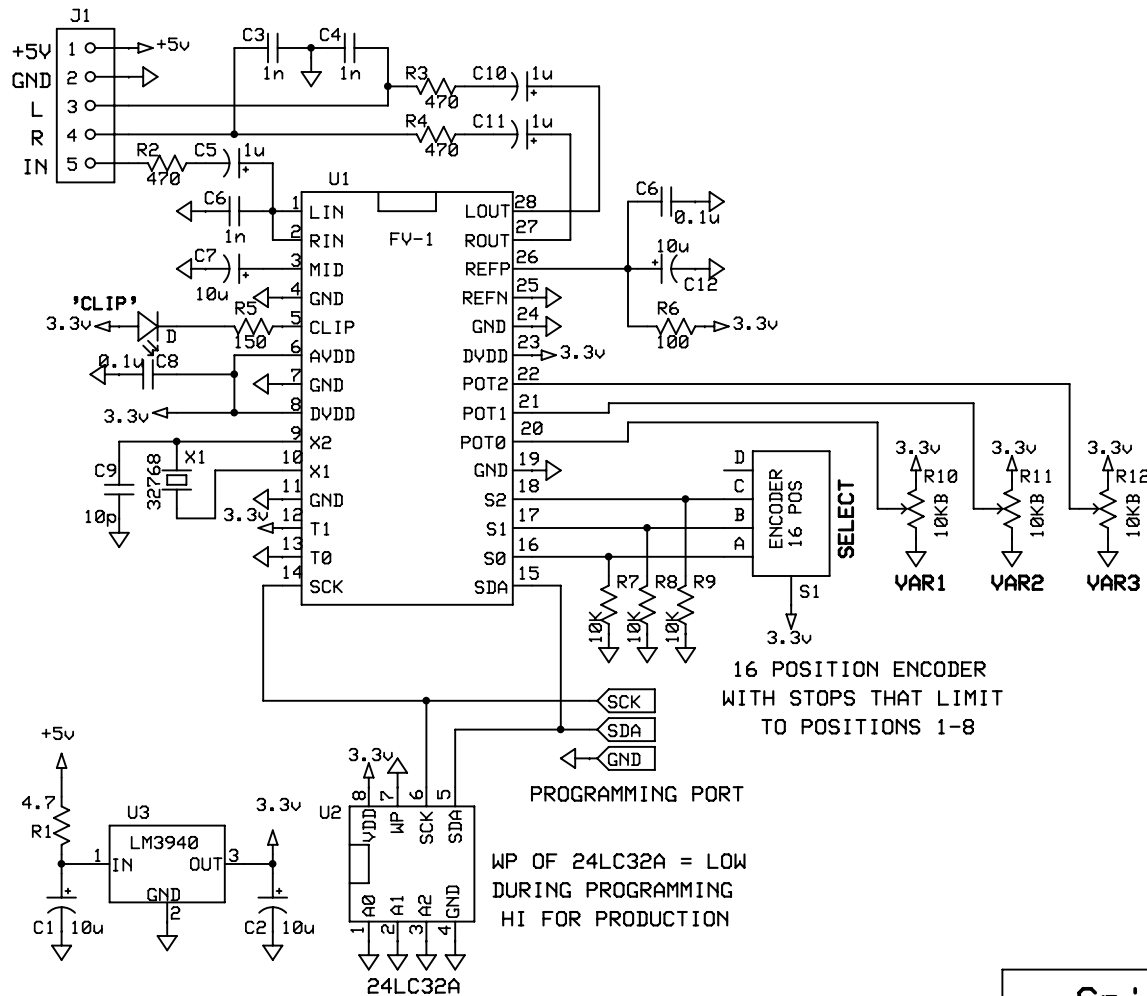 J1
+5V 1 +5v
GND 2
L 3
R 4
IN 5
C3 1n
C4 1n
R3 470
C10 1u +
R4 470
C11 1u +
R2 470
C5 1u +
U1
FV-1
1 LIN
2 RIN
3 MID
4 GND
5 CLIP
6 AVDD
7 GND
8 DVDD
9 X2
10 X1
11 GND
12 T1
13 T0
14 SCK
LOUT 28
ROUT 27
REFP 26
REFN 25
GND 24
DVDD 23
POT2 22
POT1 21
POT0 20
GND 19
S2 18
S1 17
S0 16
SDA 15
C6 1n
C7 10u +
'CLIP'
3.3v D
R5 150
0.1u C8
3.3v
C9 10p
32768 X1
3.3v
C6 0.1u
10u + C12
R6 100 3.3v
3.3v
D
C
B
A
ENCODER
16 POS
SELECT
S1
3.3v
R7 10K
R8 10K
R9 10K
3.3v R10 10KB VAR1
3.3v R11 10KB VAR2
3.3v R12 10KB VAR3
16 POSITION ENCODER
WITH STOPS THAT LIMIT
TO POSITIONS 1-8
SCK
SDA
GND
PROGRAMMING PORT
+5v
4.7
R1
U3
LM3940
1 IN
OUT 3
GND
2
3.3v
C1 10u +
C2 10u +
U2
3.3v
8 VDD
7 WP
6 SCK
5 SDA
1 A0
2 A1
3 A2
4 GND
24LC32A
WP OF 24LC32A = LOW
DURING PROGRAMMING
HI FOR PRODUCTION